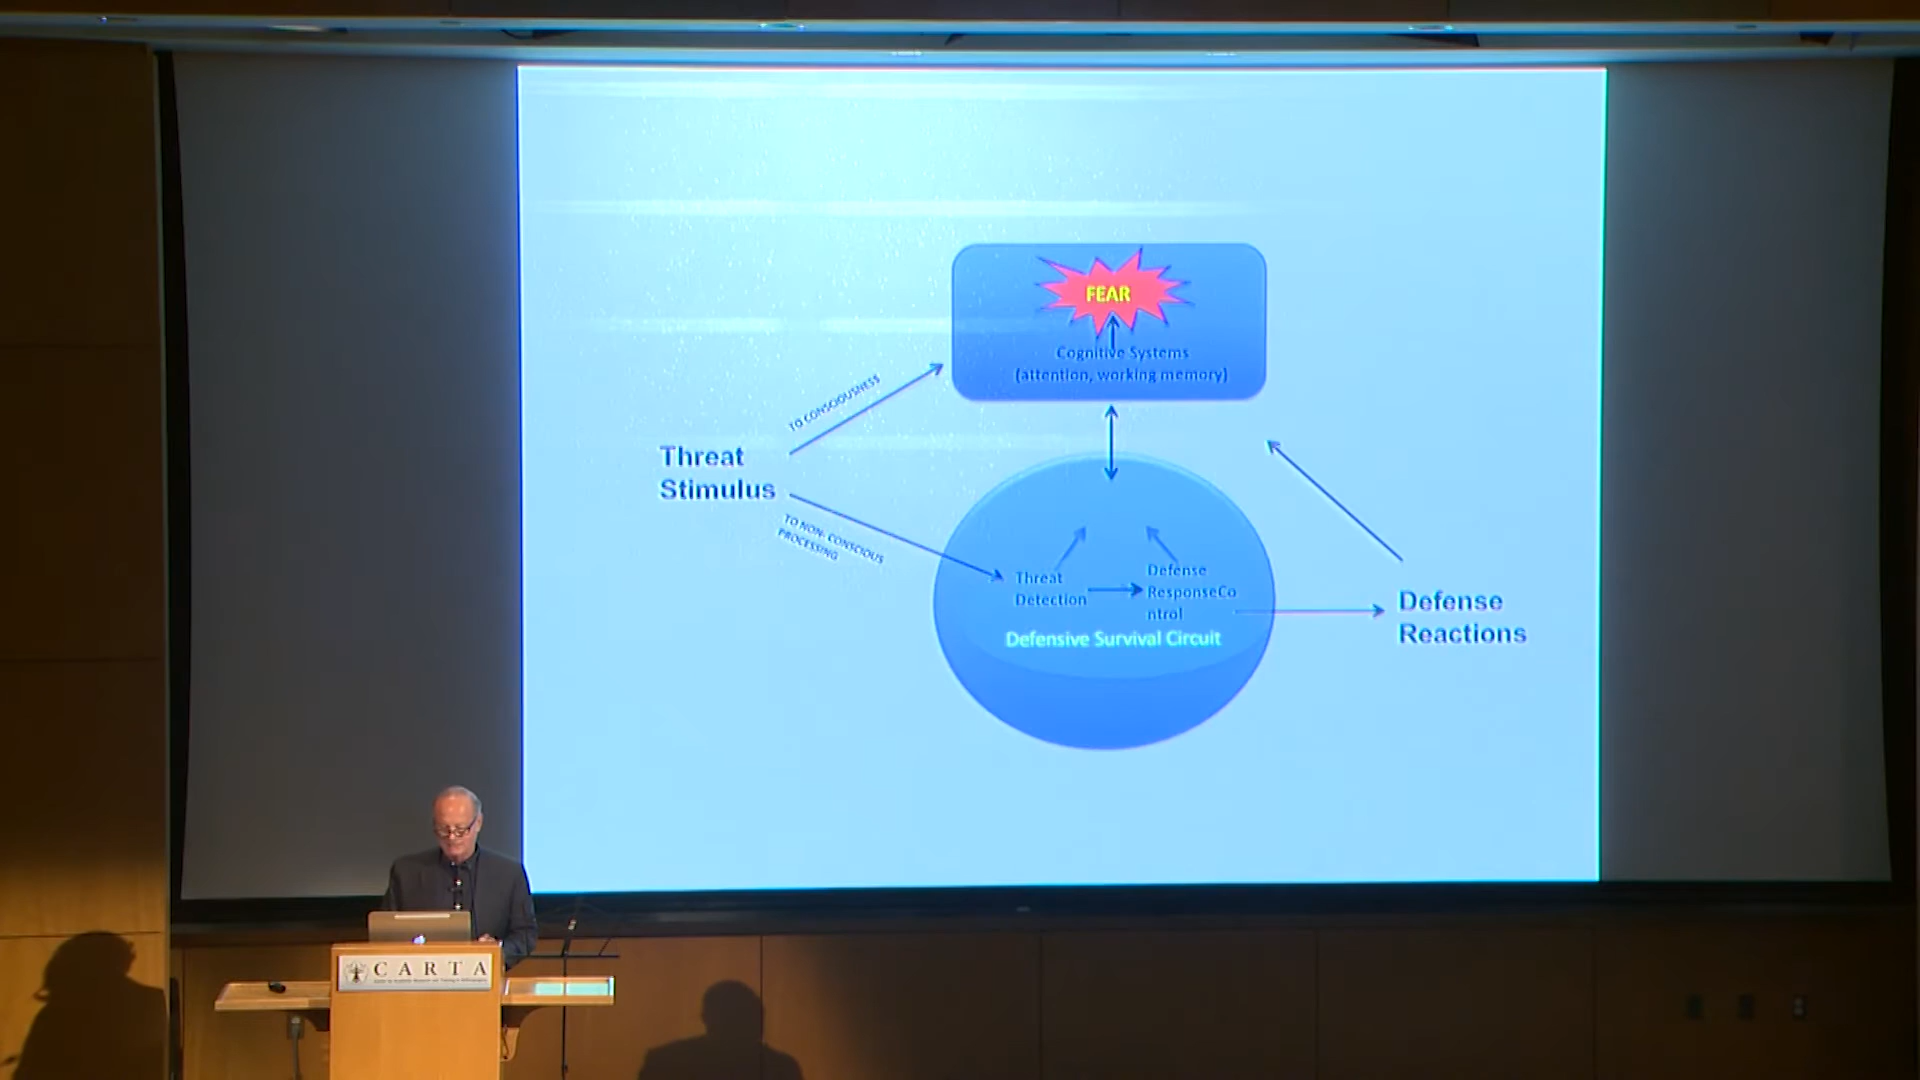 FEAR
Cognitive Systems
(attention, working memory)
TO CONSCIOUSNESS
Threat
Stimulus
TO NON- CONSCIOUS
PROCESSING
Threat
Detection
Defense
ResponseCo
ntrol
Defensive Survival Circuit
Defense
Reactions
CARTA